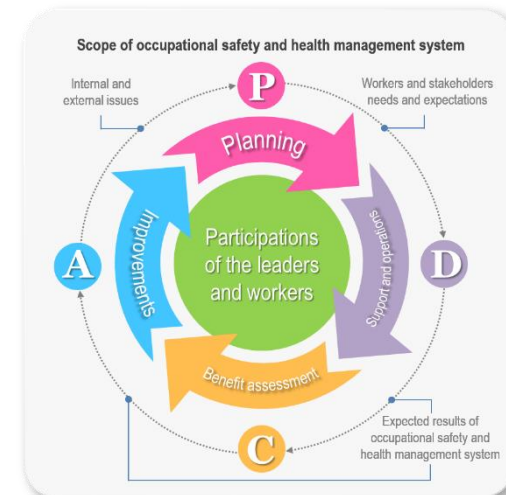 Scope of occupational safety and health management system
Internal and
external issues
P
Workers and stakeholders
needs and expectations
Planning
Improvements
Participations
of the leaders
and workers
Support and operations
A
D
Benefit assessment
C
Expected results of
occupational safety and
health management system